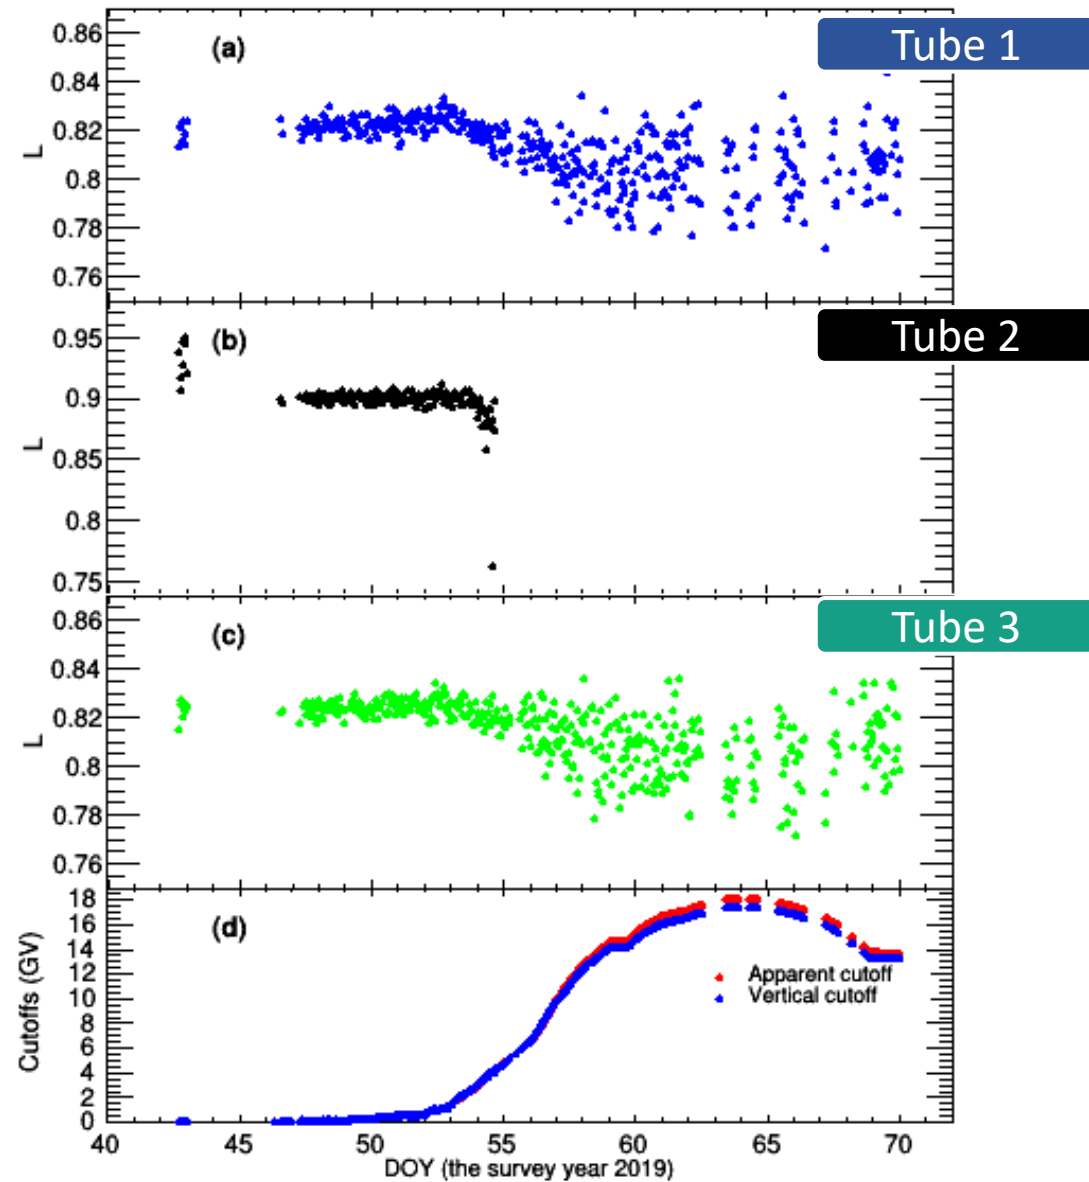 Tube 1
(a)
0.86
0.84
0.82
0.8
0.78
0.76
L
Tube 2
(b)
0.95
0.9
0.85
0.8
0.75
L
Tube 3
(c)
0.86
0.84
0.82
0.8
0.78
0.76
L
(d)
18
16
14
12
10
8
6
4
2
0
Cutoffs (GV)
Apparent cutoff
Vertical cutoff
40 45 50 55 60 65 70
DOY (the survey year 2019)